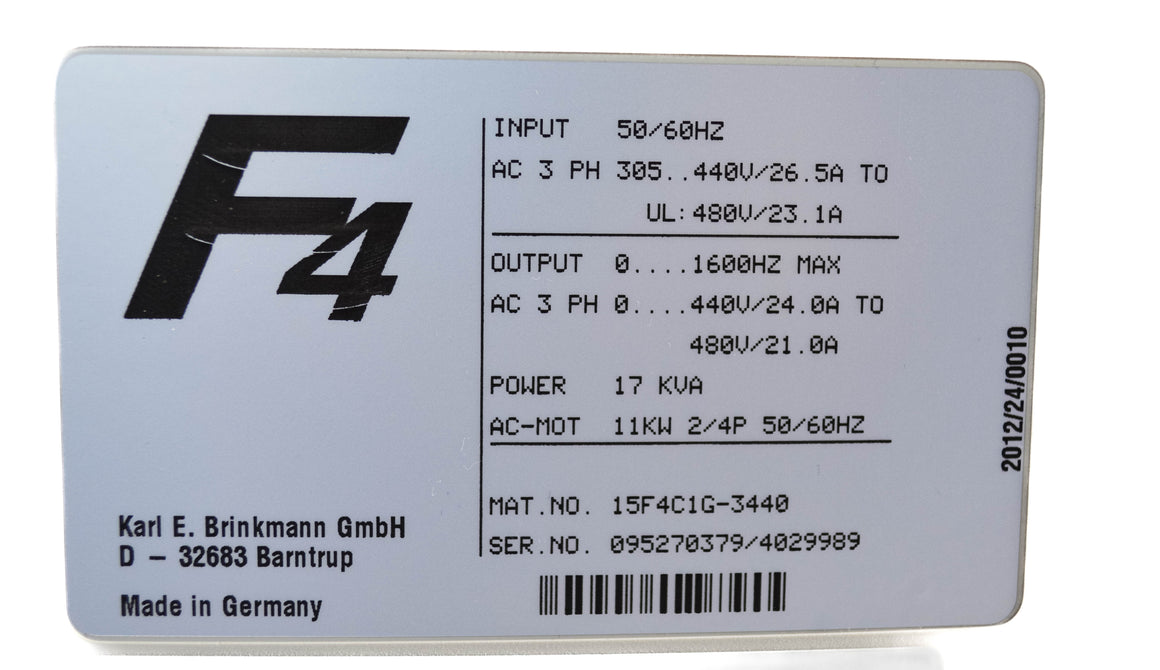 F4
INPUT 50/60HZ
AC 3 PH 305..440V/26.5A TO
UL:480V/23.1A
OUTPUT 0....1600HZ MAX
AC 3 PH 0....440V/24.0A TO
480V/21.0A
POWER 17 KVA
AC-MOT 11KW 2/4P 50/60HZ
MAT.NO. 15F4C1G-3440
SER.NO. 095270379/4029989
Karl E. Brinkmann GmbH
D – 32683 Barntrup
Made in Germany
2012/24/0010